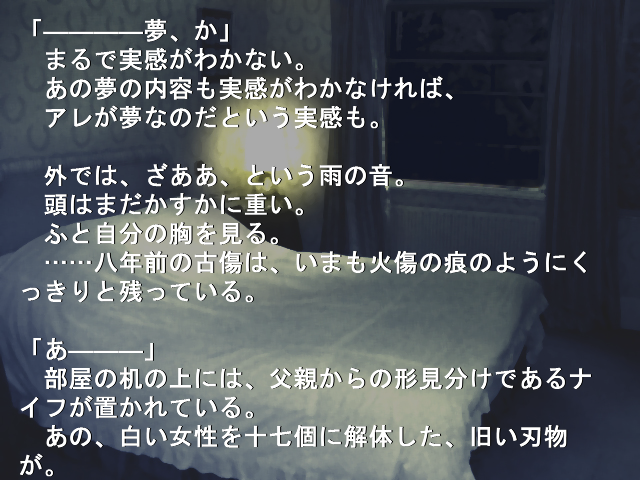 「――――夢、か」
まるで実感がわかない。
あの夢の内容も実感がわかなければ、
アレが夢なのだという実感も。
外では、ざああ、という雨の音。
頭はまだかすかに重い。
ふと自分の胸を見る。
……八年前の古傷は、いまも火傷の痕のようにく
っきりと残っている。
「あ―――」
部屋の机の上には、父親からの形見分けであるナ
イフが置かれている。
あの、白い女性を十七個に解体した、旧い刃物
が。